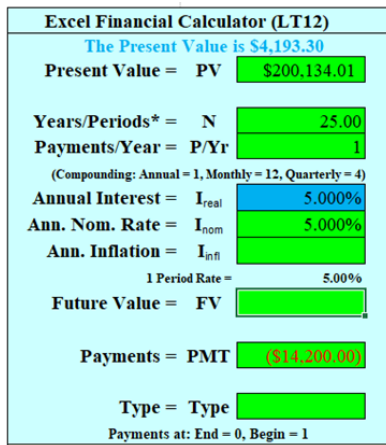 Excel Financial Calculator (LT12)
The Present Value is $4,193.30
Present Value = PV $200,134.01
Years/Periods* = N 25.00
Payments/Year = P/Yr 1
(Compounding: Annual = 1, Monthly = 12, Quarterly = 4)
Annual Interest = Ireal 5.000%
Ann. Nom. Rate = Inom 5.000%
Ann. Inflation = Iinfl
1 Period Rate = 5.00%
Future Value = FV
Payments = PMT ($14,200.00)
Type = Type
Payments at: End = 0, Begin = 1